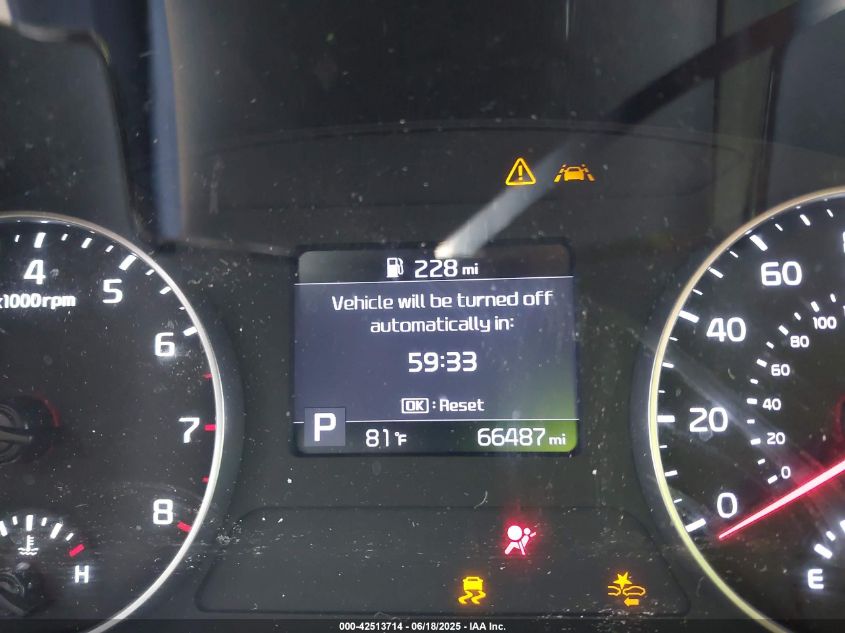 228 mi
Vehicle will be turned off
automatically in:
59:33
OK : Reset
P 81°F 66487 mi
4
x1000rpm
5
6
7
8
H
60
40
20
0
100
80
60
40
20
0
E
000-42513714 - 06/18/2025 - IAA Inc.